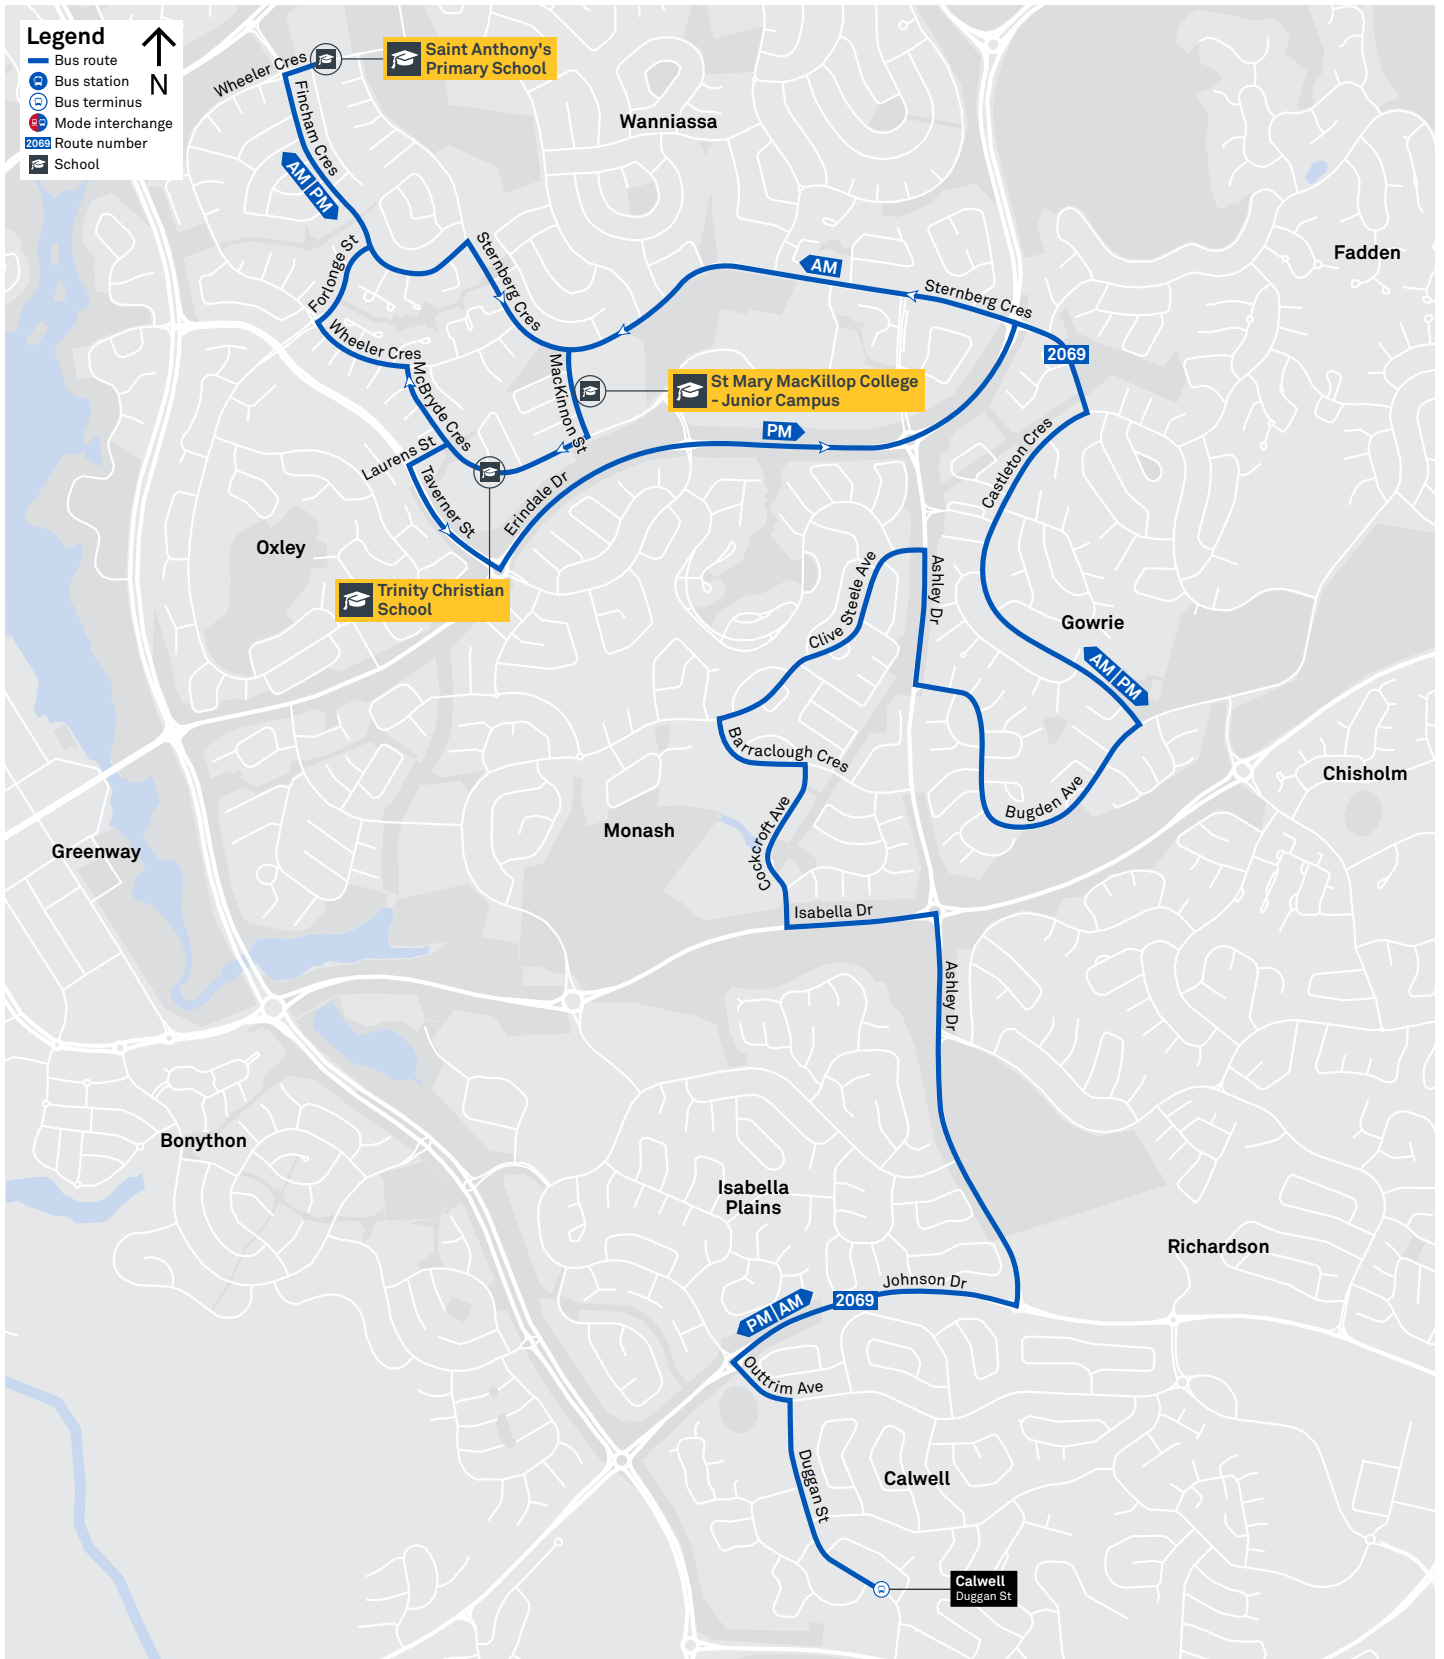 Legend
N
Bus route
Bus station
Bus terminus
Mode interchange
2069 Route number
School
Wheeler Cres
Saint Anthony's
Primary School
Fincham Cres
Wanniassa
AM|PM
Forlonge St
Sternberg Cres
AM
Fadden
Sternberg Cres
Wheeler Cres
2069
McBryde Cres
MacKinnon St
St Mary MacKillop College
- Junior Campus
PM
Laurens St
Taverner St
Erindale Dr
Castleton Cres
Oxley
Trinity Christian
School
Clive Steele Ave
Ashley Dr
Gowrie
AM|PM
Barraclough Cres
Chisholm
Cockcroft Ave
Bugden Ave
Monash
Greenway
Isabella Dr
Ashley Dr
Bonython
Isabella
Plains
Richardson
Johnson Dr
PM|AM
2069
Outtrim Ave
Duggan St
Calwell
Calwell
Duggan St